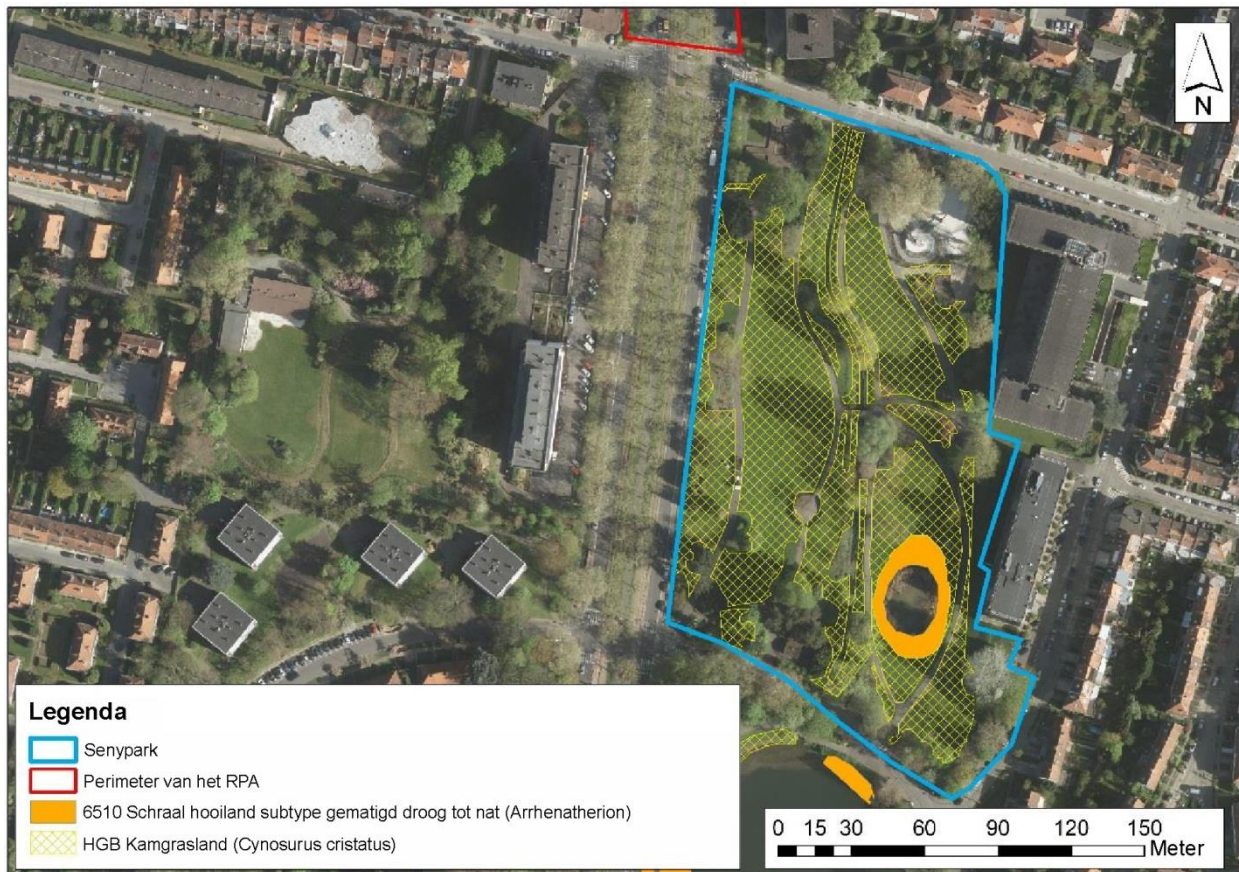 N
Legenda
Senypark
Perimeter van het RPA
6510 Schraal hooiland subtype gematigd droog tot nat (Arrhenatherion)
HGB Kamgrasland (Cynosurus cristatus)
0 15 30 60 90 120 150
Meter